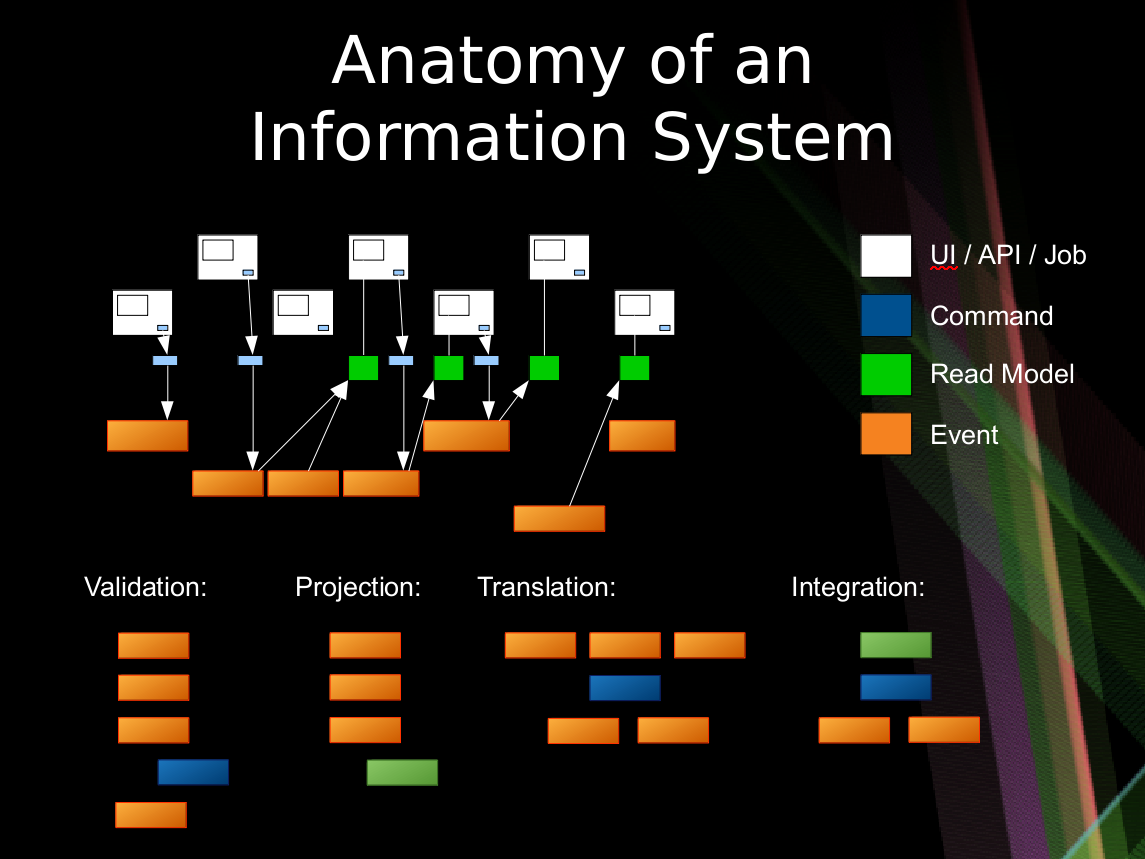 Anatomy of an
Information System
UI / API / Job
Command
Read Model
Event
Validation:
Projection:
Translation:
Integration: